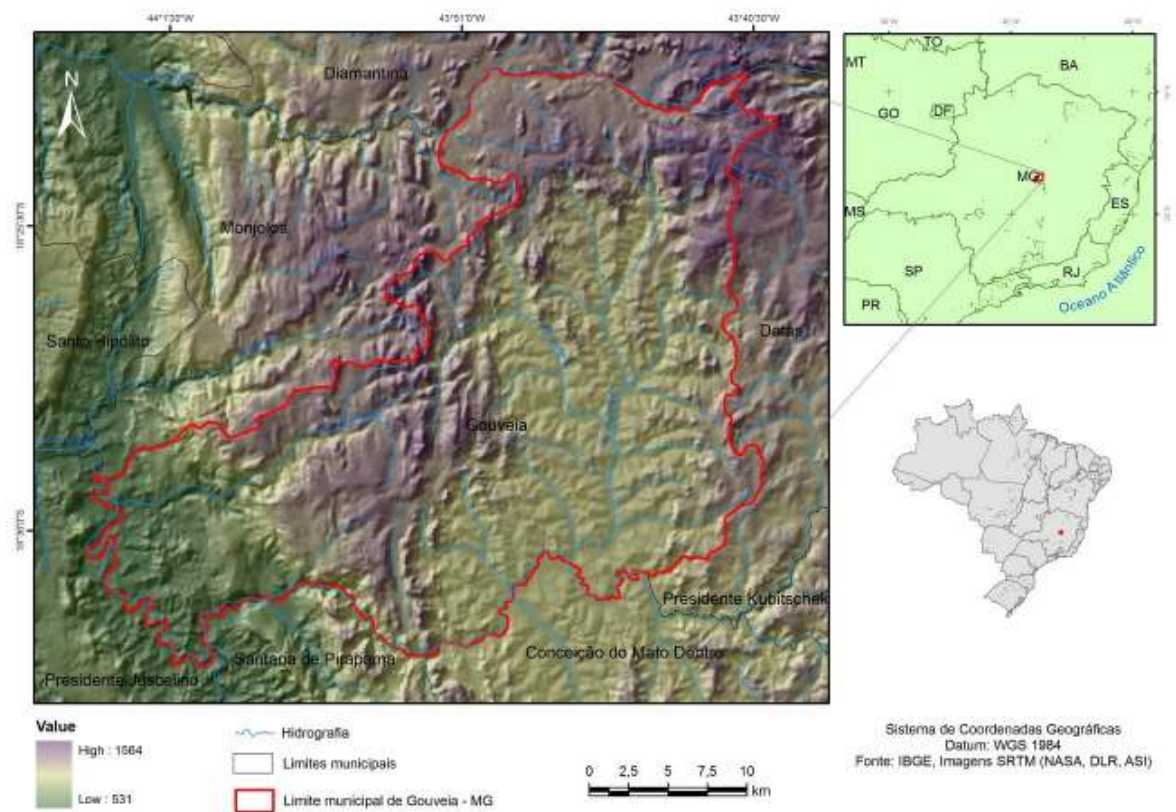 44°1'30"W 43°51'0"W 43°40'30"W
N
Diamantina
Monjolos
Santo Hipólito
Datas
Gouveia
Presidente Kubitschek
Santana de Pirapama
Conceição do Mato Dentro
Presidente Juscelino
TO
MT
BA
GO
DF
MG
MS
ES
SP
RJ
PR
Oceano Atlântico
Value
High : 1564
Low : 531
Hidrografia
Limites municipais
Limite municipal de Gouveia - MG
0 2,5 5 7,5 10
km
Sistema de Coordenadas Geográficas
Datum: WGS 1984
Fonte: IBGE, Imagens SRTM (NASA, DLR, ASI)